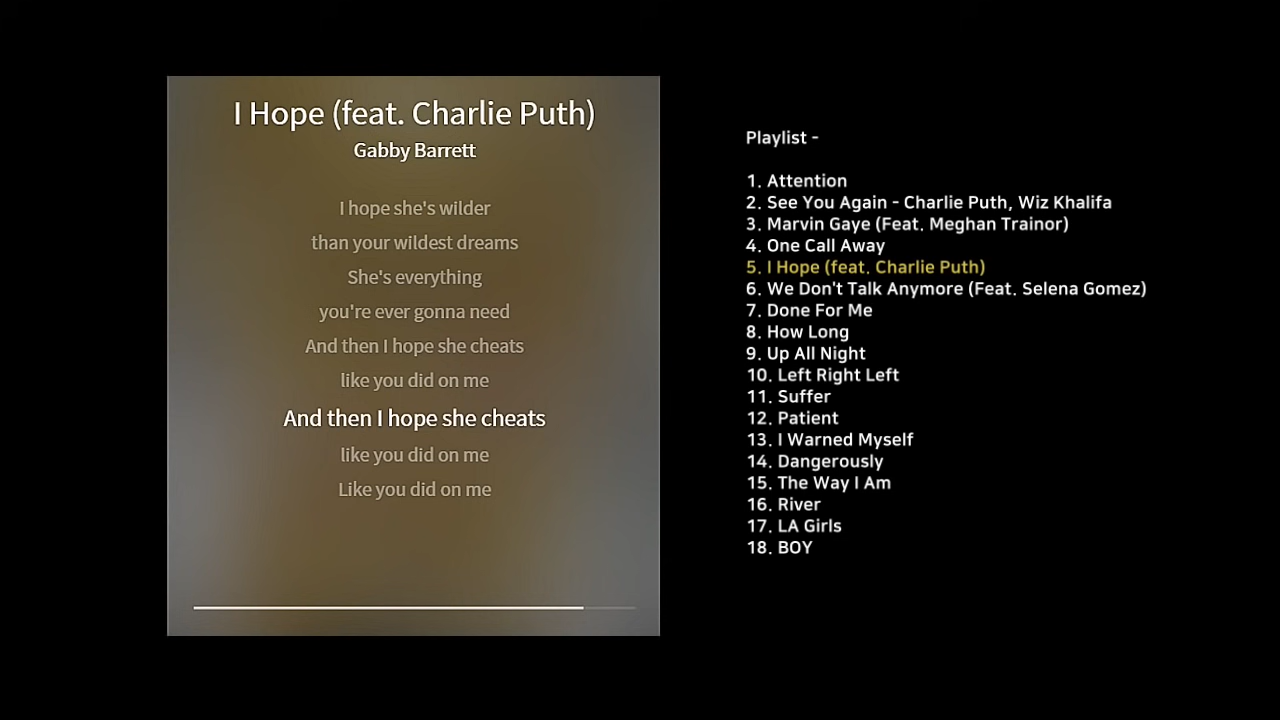 I Hope (feat. Charlie Puth)
Gabby Barrett
I hope she's wilder
than your wildest dreams
She's everything
you're ever gonna need
And then I hope she cheats
like you did on me
And then I hope she cheats
like you did on me
Like you did on me
Playlist -
1. Attention
2. See You Again - Charlie Puth, Wiz Khalifa
3. Marvin Gaye (Feat. Meghan Trainor)
4. One Call Away
5. I Hope (feat. Charlie Puth)
6. We Don't Talk Anymore (Feat. Selena Gomez)
7. Done For Me
8. How Long
9. Up All Night
10. Left Right Left
11. Suffer
12. Patient
13. I Warned Myself
14. Dangerously
15. The Way I Am
16. River
17. LA Girls
18. BOY